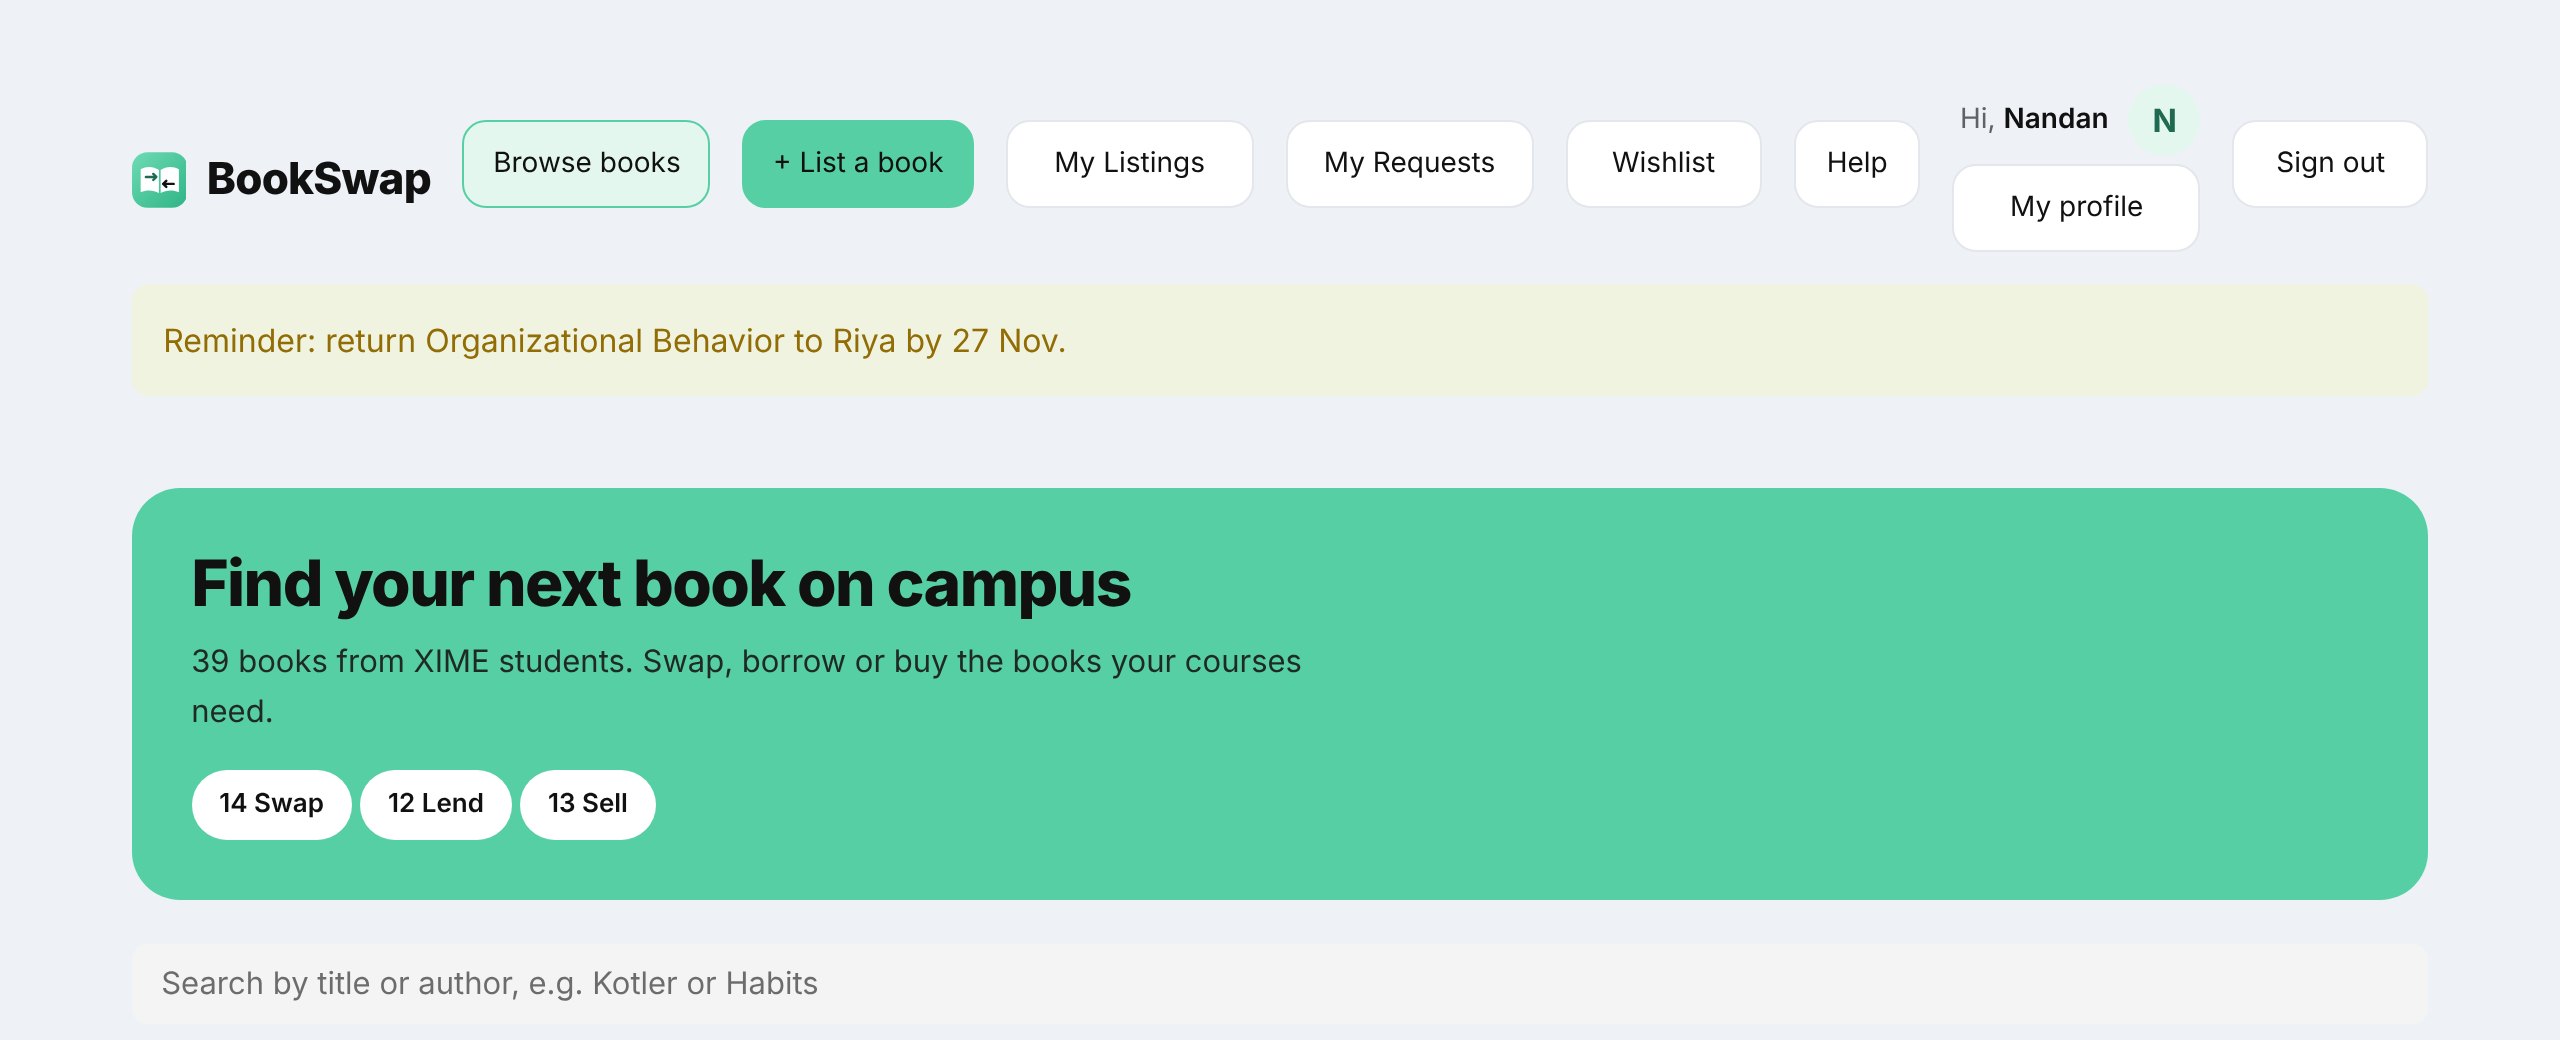 BookSwap
Browse books
+ List a book
My Listings
My Requests
Wishlist
Help
Hi, Nandan
N
My profile
Sign out
Reminder: return Organizational Behavior to Riya by 27 Nov.
Find your next book on campus
39 books from XIME students. Swap, borrow or buy the books your courses
need.
14 Swap
12 Lend
13 Sell
Search by title or author, e.g. Kotler or Habits